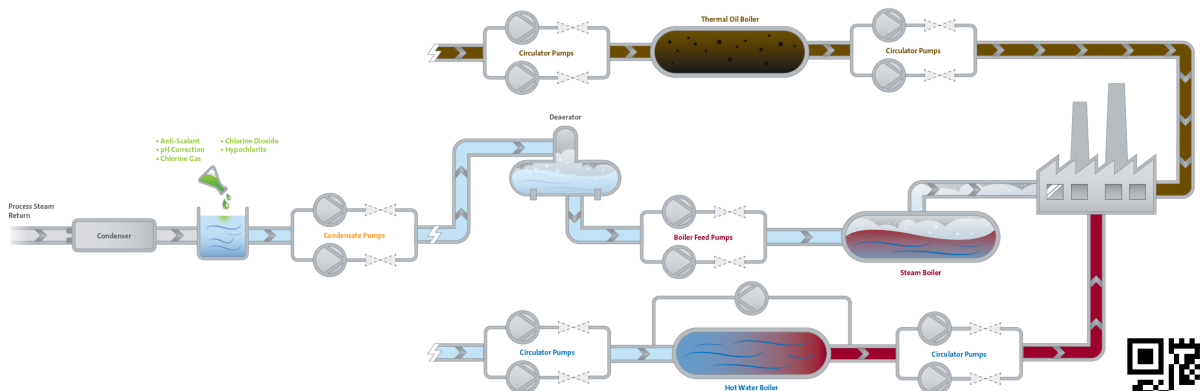 Thermal Oil Boiler
Circulator Pumps
Circulator Pumps
Deaerator
• Anti-Scalant
• pH Correction
• Chlorine Gas
• Chlorine Dioxide
• Hypochlorite
Process Steam
Return
Condenser
Condensate Pumps
Boiler Feed Pumps
Steam Boiler
Circulator Pumps
Circulator Pumps
Hot Water Boiler